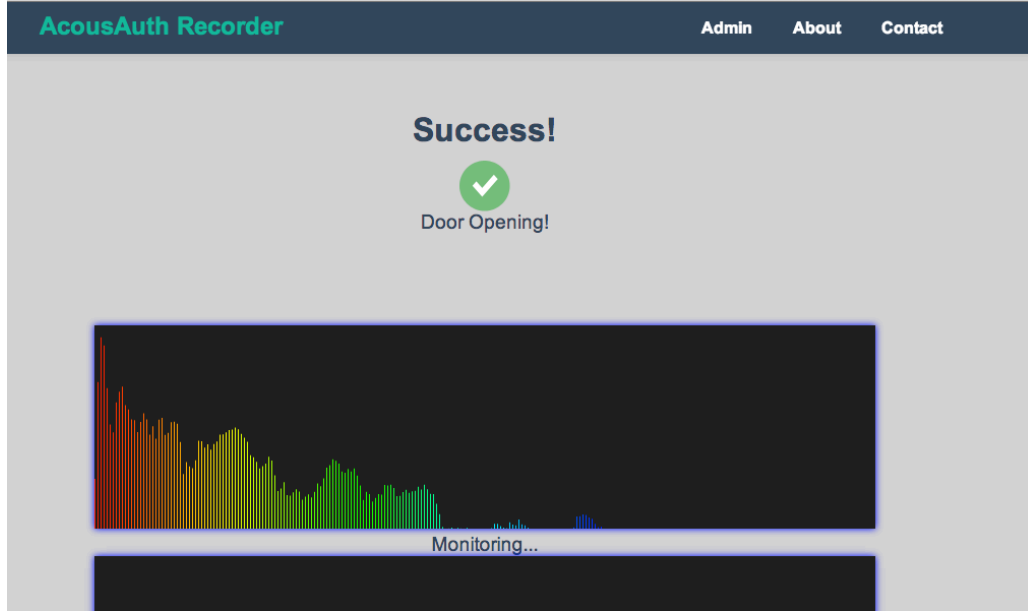 AcousAuth Recorder Admin About Contact
Success!
Door Opening!
Monitoring...